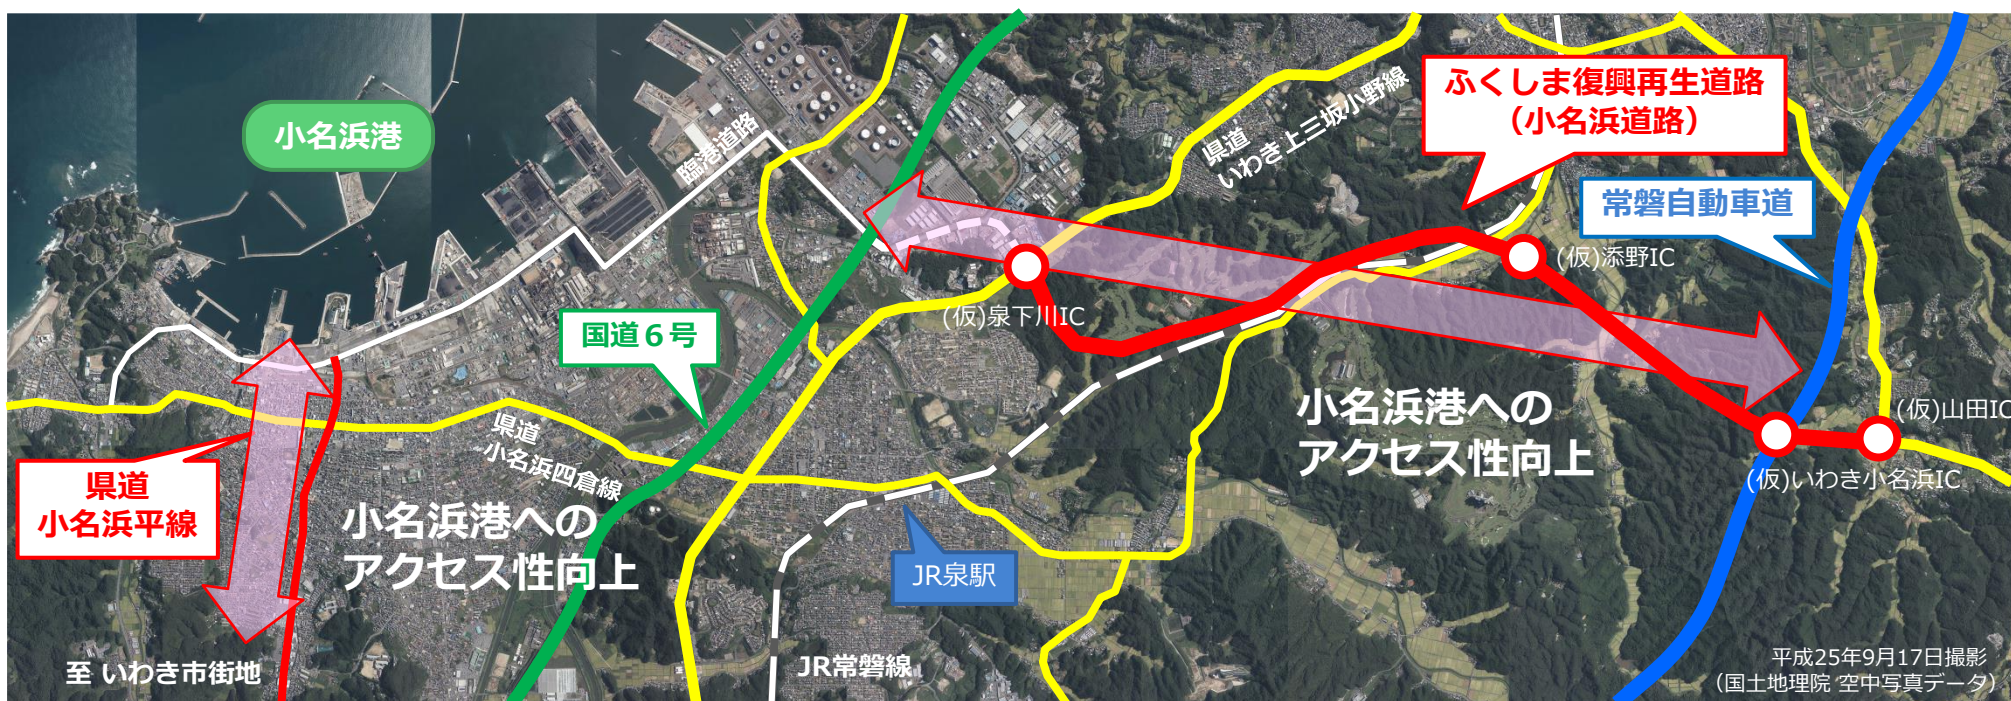 小名浜港
臨港道路
県道
いわき上三坂小野線
ふくしま復興再生道路
（小名浜道路）
常磐自動車道
(仮)添野IC
(仮)泉下川IC
国道６号
小名浜港への
アクセス性向上
(仮)山田IC
(仮)いわき小名浜IC
県道
小名浜四倉線
県道
小名浜平線
小名浜港への
アクセス性向上
JR泉駅
至 いわき市街地
JR常磐線
平成25年9月17日撮影
（国土地理院 空中写真データ）